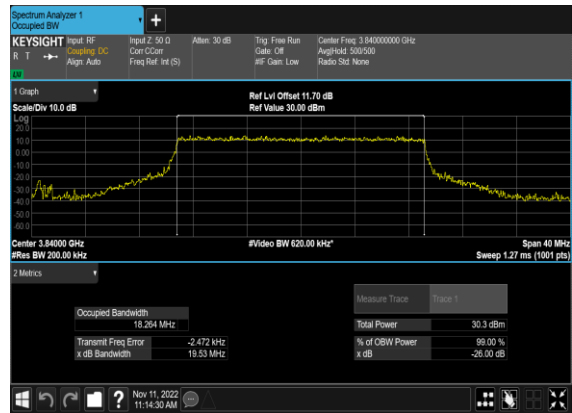 Spectrum Analyzer 1
Occupied BW
KEYSIGHT Input: RF Input Z: 50 Ω Atten: 30 dB Trig: Free Run Center Freq: 3.840000000 GHz
R T Coupling: DC Corr CCorr Gate: Off Avg|Hold: 500/500
Align: Auto Freq Ref: Int (S) #IF Gain: Low Radio Std: None
1 Graph
Ref Lvl Offset 11.70 dB
Scale/Div 10.0 dB Ref Value 30.00 dBm
Log
20.0
10.0
0.00
-10.0
-20.0
-30.0
-40.0
-50.0
-60.0
Center 3.84000 GHz #Video BW 620.00 kHz* Span 40 MHz
#Res BW 200.00 kHz Sweep 1.27 ms (1001 pts)
2 Metrics
Measure Trace Trace 1
Occupied Bandwidth
18.264 MHz Total Power 30.3 dBm
Transmit Freq Error -2.472 kHz % of OBW Power 99.00 %
x dB Bandwidth 19.53 MHz x dB -26.00 dB
? Nov 11, 2022
11:14:30 AM